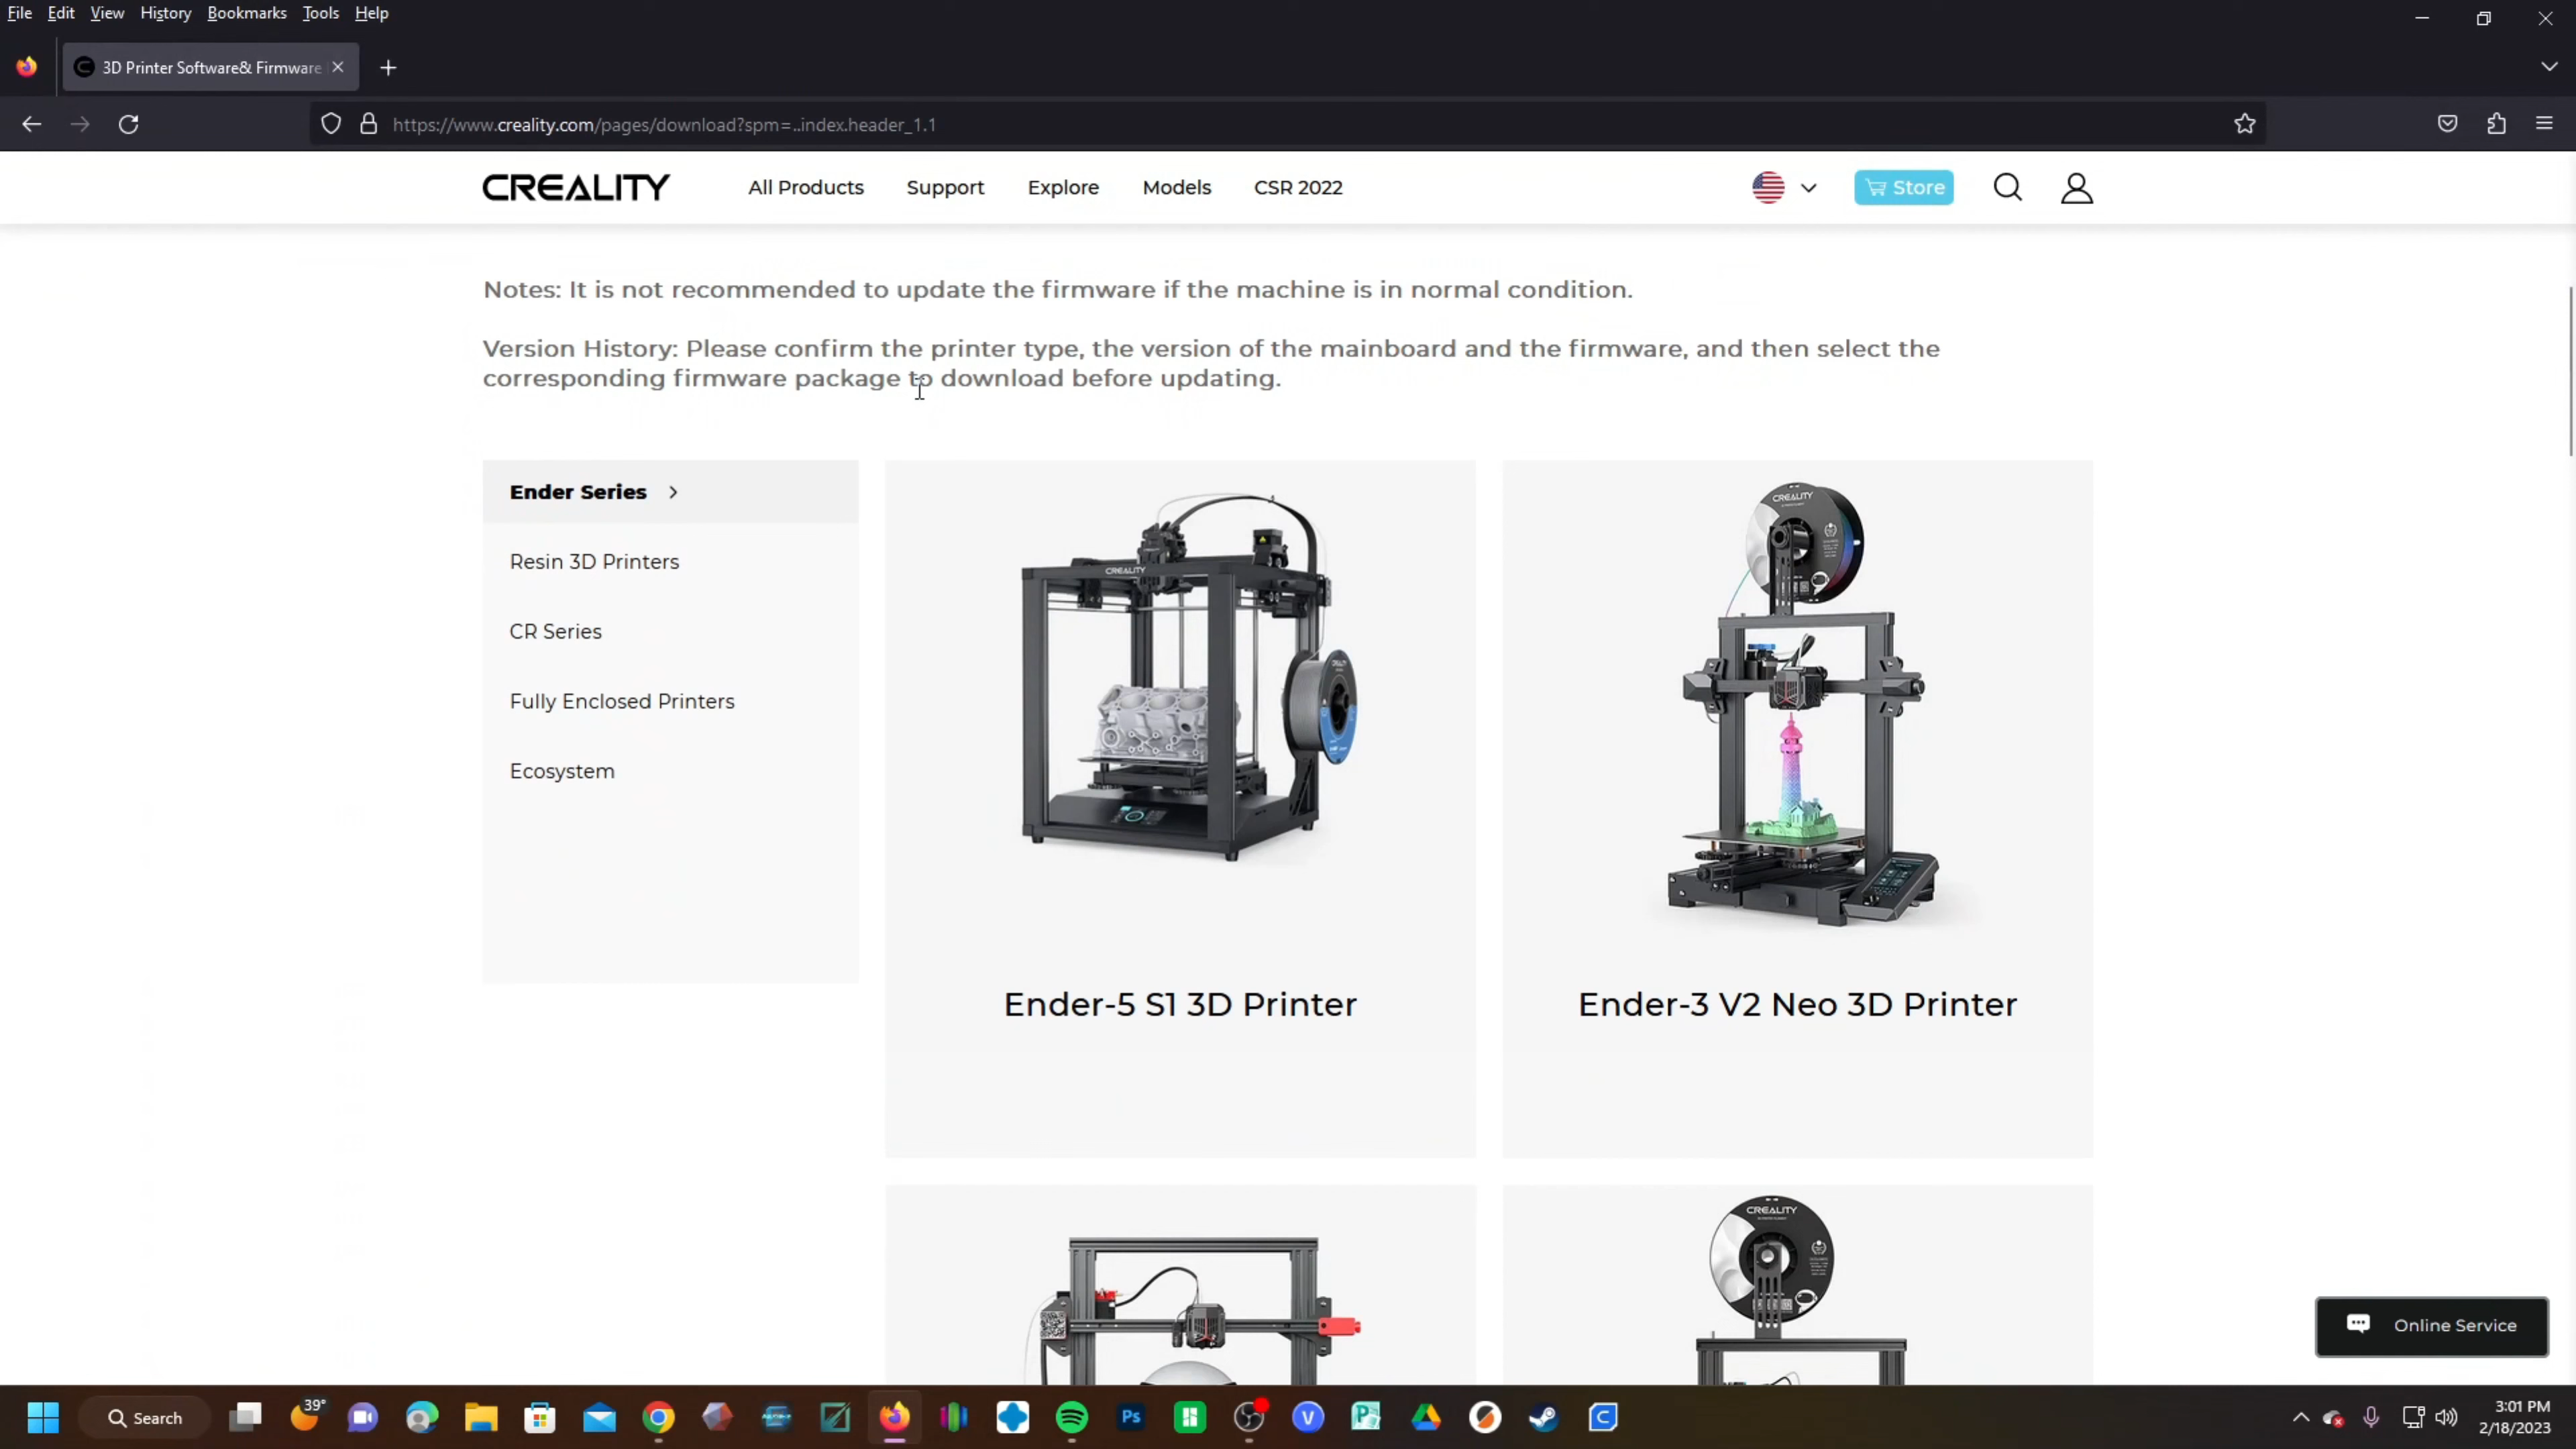 File Edit View History Bookmarks Tools Help
3D Printer Software& Firmware
https://www.creality.com/pages/download?spm=..index.header_1.1
CREALITY All Products Support Explore Models CSR 2022 Store
Notes: It is not recommended to update the firmware if the machine is in normal condition.
Version History: Please confirm the printer type, the version of the mainboard and the firmware, and then select the
corresponding firmware package to download before updating.
Ender Series
Resin 3D Printers
CR Series
Fully Enclosed Printers
Ecosystem
CREALITY
CREALITY
Ender-5 S1 3D Printer
Ender-3 V2 Neo 3D Printer
CREALITY
Online Service
Search
39°
Ps
V
C
3:01 PM
2/18/2023